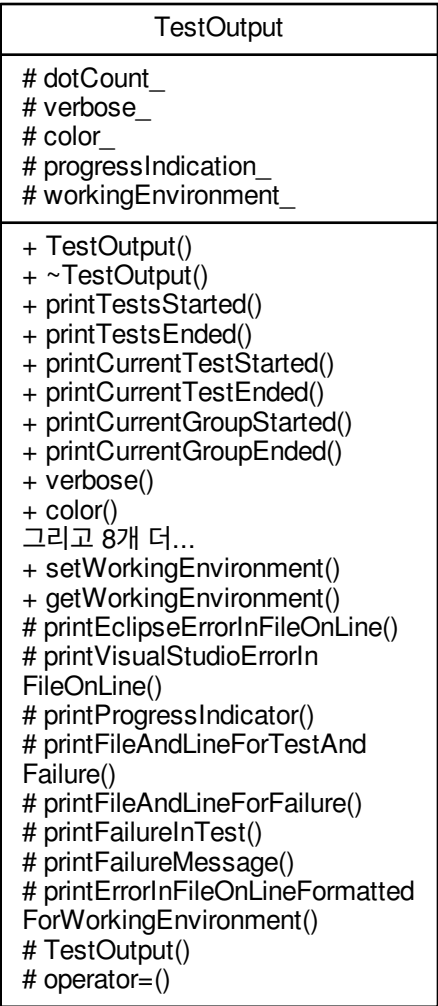 TestOutput
# dotCount_
# verbose_
# color_
# progressIndication_
# workingEnvironment_
+ TestOutput()
+ ~TestOutput()
+ printTestsStarted()
+ printTestsEnded()
+ printCurrentTestStarted()
+ printCurrentTestEnded()
+ printCurrentGroupStarted()
+ printCurrentGroupEnded()
+ verbose()
+ color()
그리고 8개 더...
+ setWorkingEnvironment()
+ getWorkingEnvironment()
# printEclipseErrorInFileOnLine()
# printVisualStudioErrorIn
FileOnLine()
# printProgressIndicator()
# printFileAndLineForTestAnd
Failure()
# printFileAndLineForFailure()
# printFailureInTest()
# printFailureMessage()
# printErrorInFileOnLineFormatted
ForWorkingEnvironment()
# TestOutput()
# operator=()